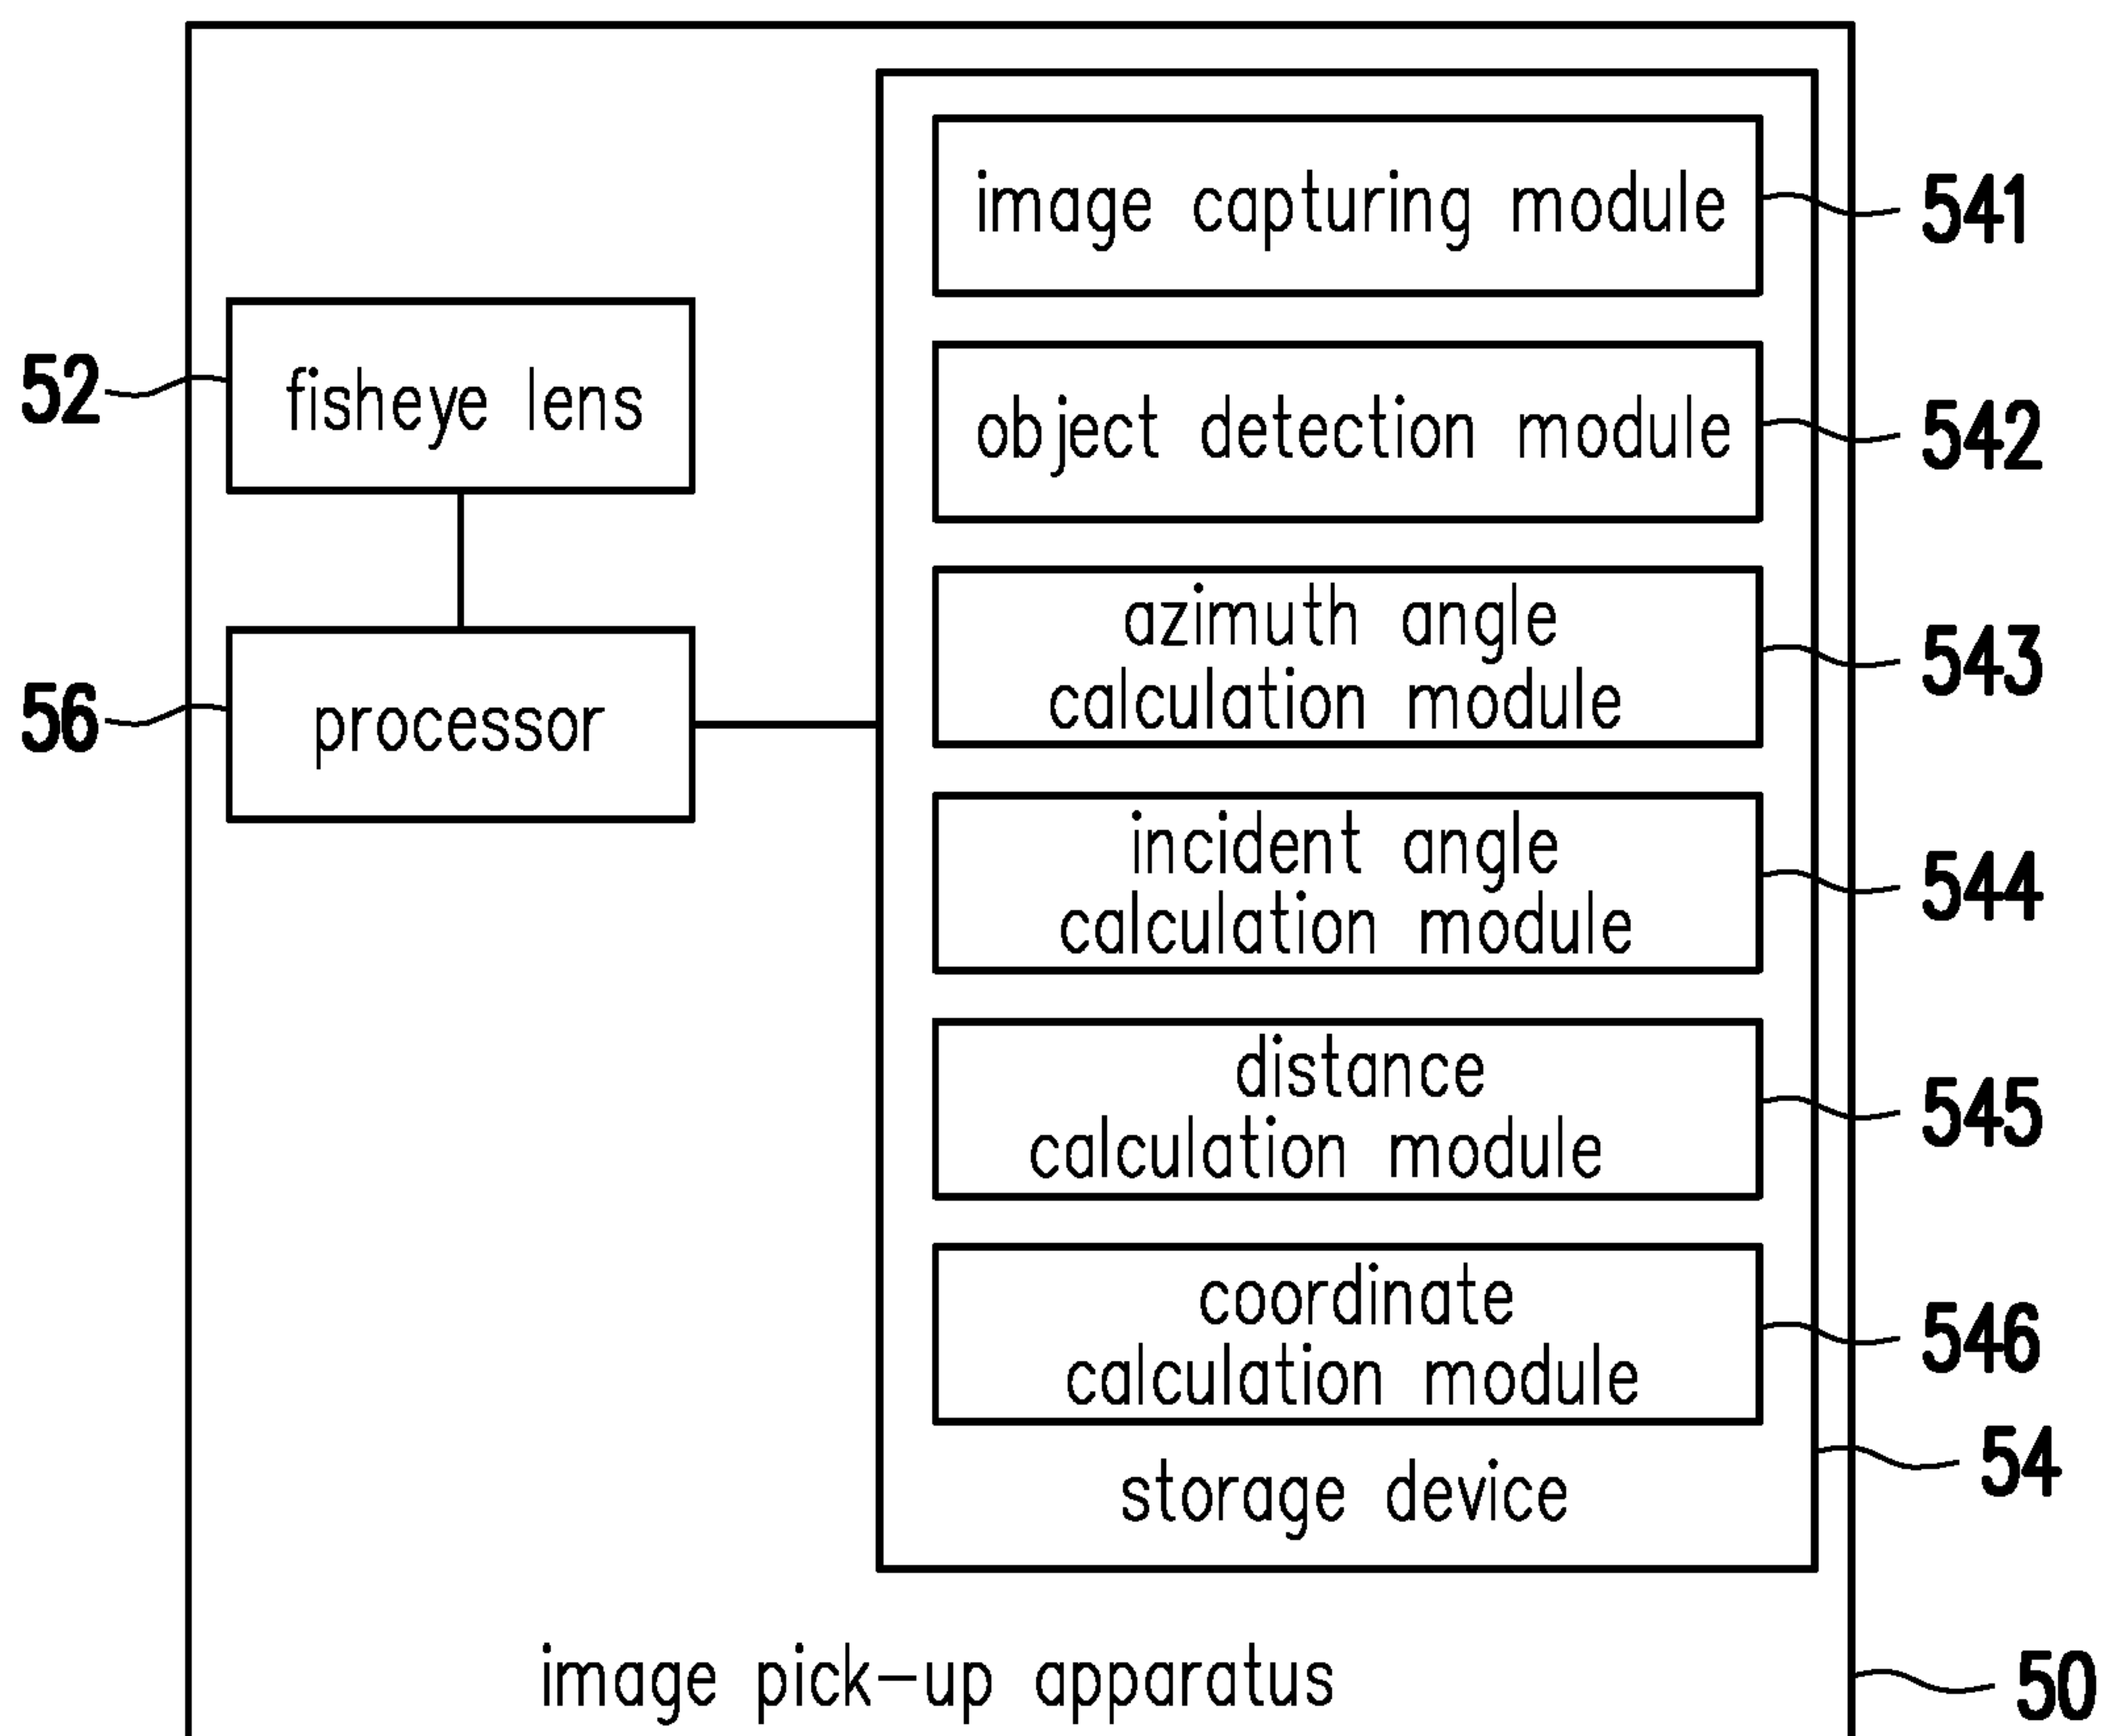 image capturing module
541
52
fisheye lens
object detection module
542
azimuth angle
calculation module
543
56
processor
incident angle
calculation module
544
distance
calculation module
545
coordinate
calculation module
546
storage device
54
image pick-up apparatus
50